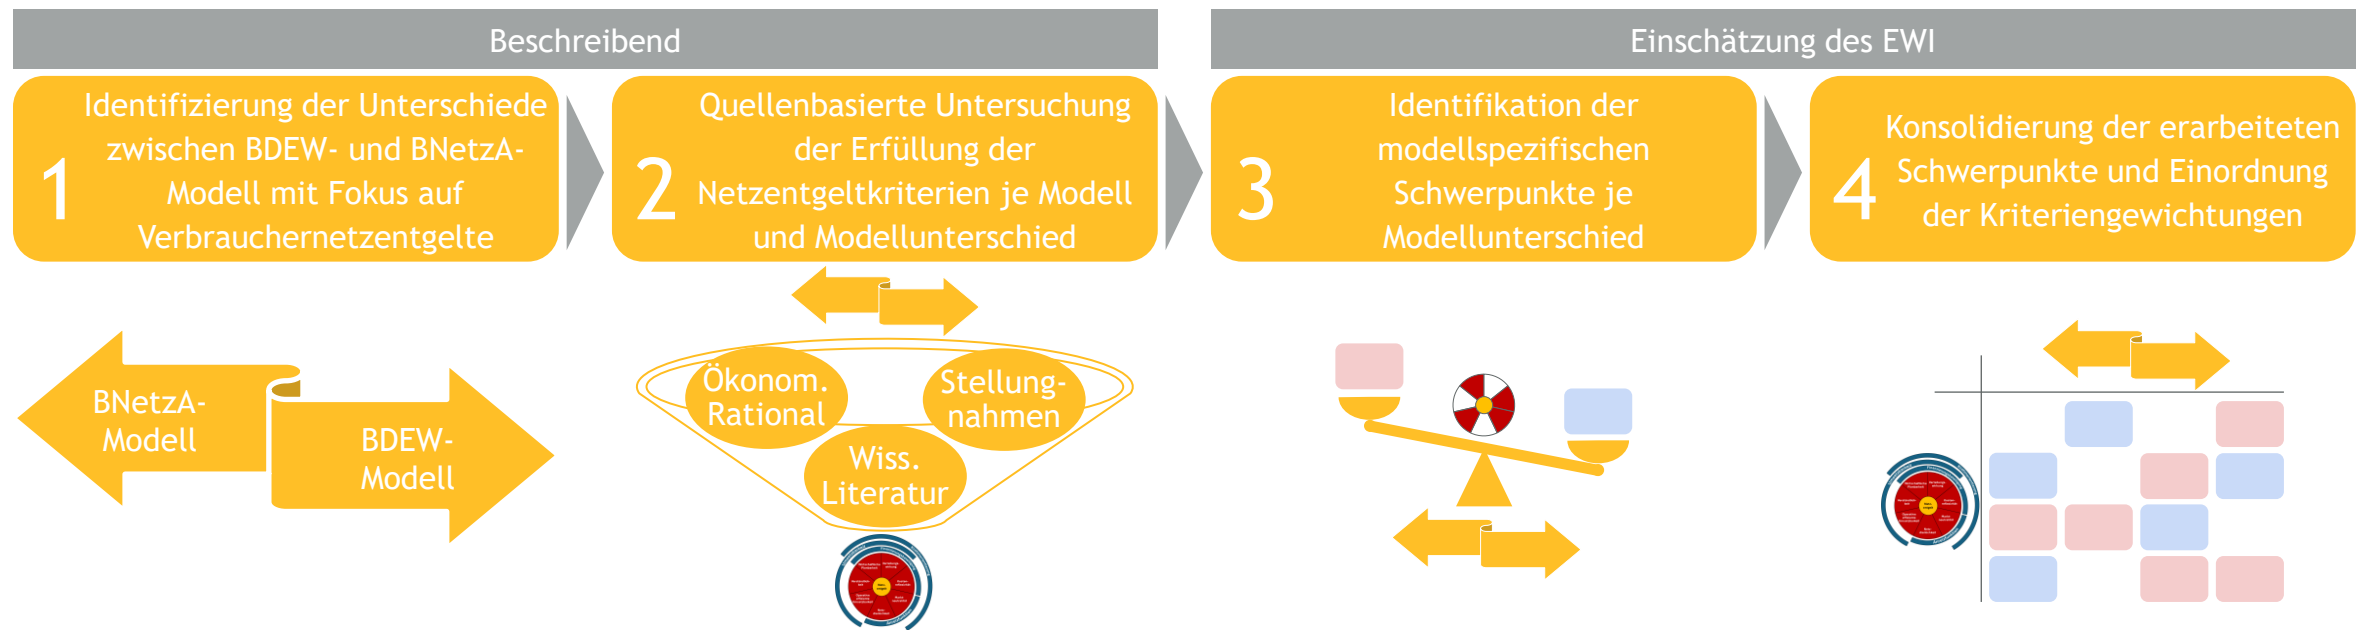 Beschreibend
Einschätzung des EWI
1
Identifizierung der Unterschiede
zwischen BDEW- und BNetzA-
Modell mit Fokus auf
Verbrauchernetzentgelte
2
Quellenbasierte Untersuchung
der Erfüllung der
Netzentgeltkriterien je Modell
und Modellunterschied
3
Identifikation der
modellspezifischen
Schwerpunkte je
Modellunterschied
4
Konsolidierung der erarbeiteten
Schwerpunkte und Einordnung
der Kriteriengewichtungen
BNetzA-
Modell
BDEW-
Modell
Ökonom.
Rational
Stellung-
nahmen
Wiss.
Literatur